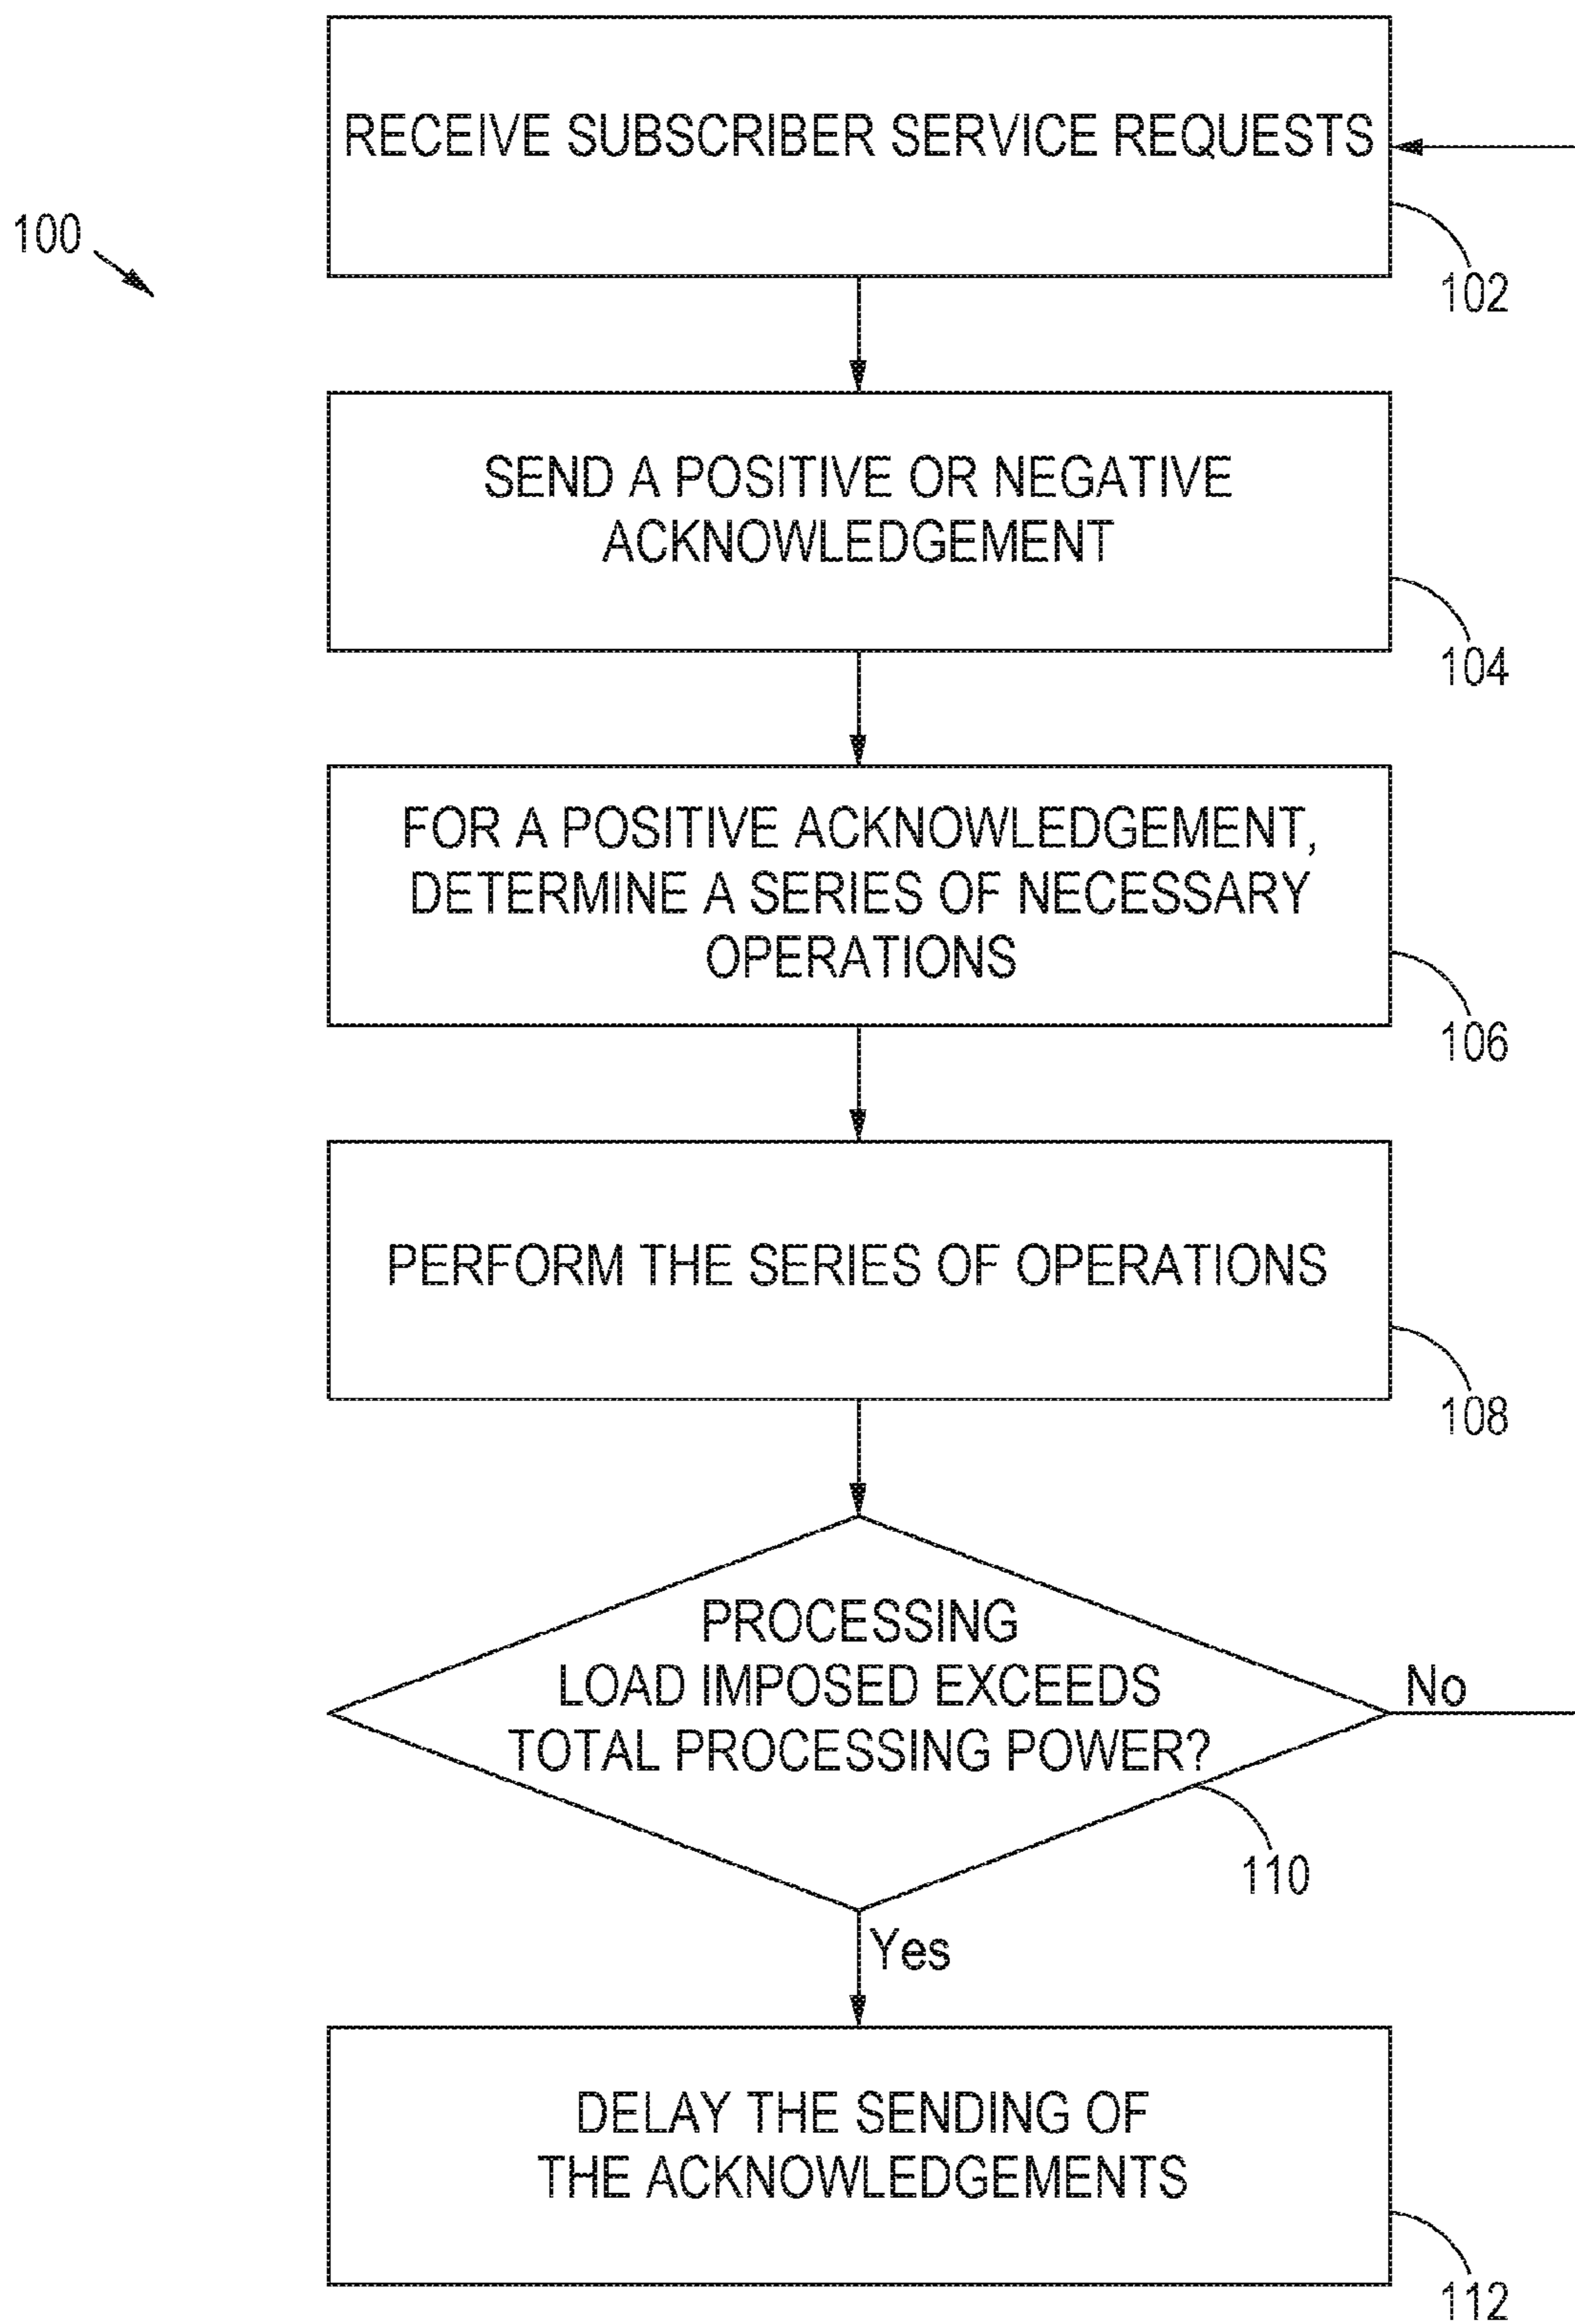 RECEIVE SUBSCRIBER SERVICE REQUESTS
100
102
SEND A POSITIVE OR NEGATIVE
ACKNOWLEDGEMENT
104
FOR A POSITIVE ACKNOWLEDGEMENT,
DETERMINE A SERIES OF NECESSARY
OPERATIONS
106
PERFORM THE SERIES OF OPERATIONS
108
PROCESSING
LOAD IMPOSED EXCEEDS
TOTAL PROCESSING POWER?
No
110
Yes
DELAY THE SENDING OF
THE ACKNOWLEDGEMENTS
112